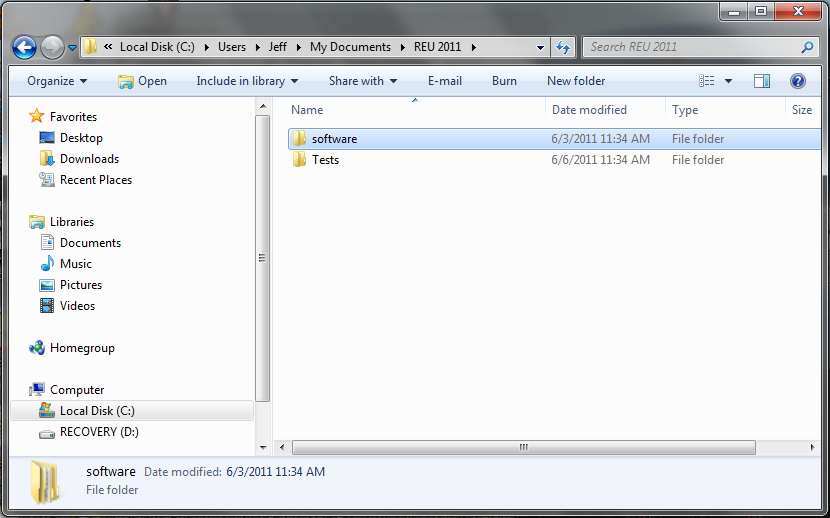 « Local Disk (C:) Users Jeff My Documents REU 2011 Search REU 2011
Organize Open Include in library Share with E-mail Burn New folder
Favorites
Desktop
Downloads
Recent Places
Libraries
Documents
Music
Pictures
Videos
Homegroup
Computer
Local Disk (C:)
RECOVERY (D:)
Name Date modified Type Size
software 6/3/2011 11:34 AM File folder
Tests 6/6/2011 11:34 AM File folder
software Date modified: 6/3/2011 11:34 AM
File folder